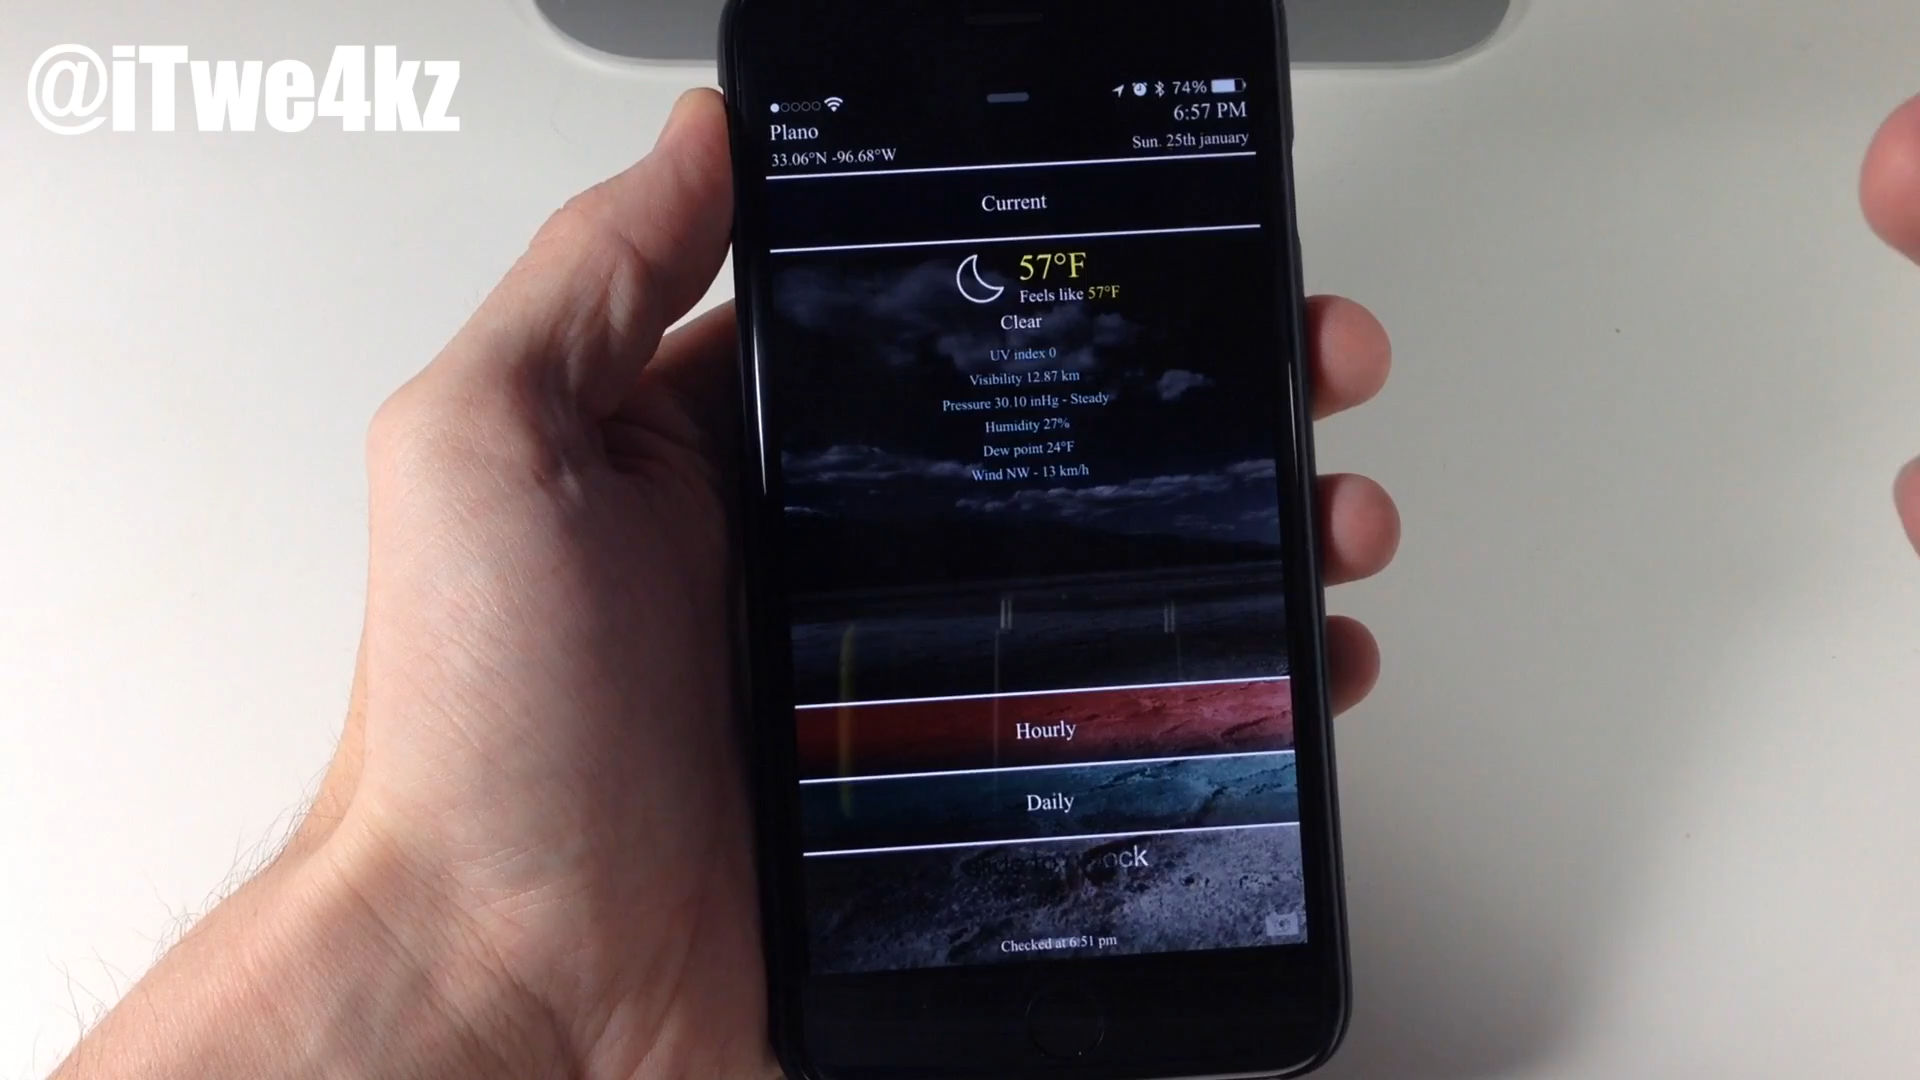 @iTwe4kz
74%
6:57 PM
Plano
Sun. 25th january
33.06°N -96.68°W
Current
57°F
Feels like 57°F
Clear
UV index 0
Visibility 12.87 km
Pressure 30.10 inHg - Steady
Humidity 27%
Dew point 24°F
Wind NW - 13 km/h
Hourly
Daily
Checked at 6:51 pm